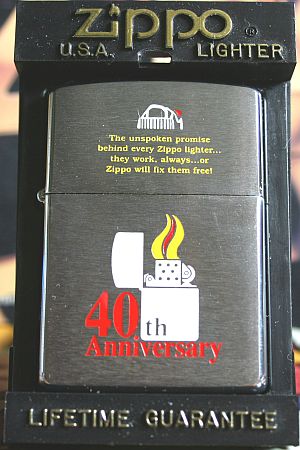 Zippo
U.S.A. LIGHTER
The unspoken promise
behind every Zippo lighter...
they work, always...or
Zippo will fix them free!
40th
Anniversary
LIFETIME GUARANTEE